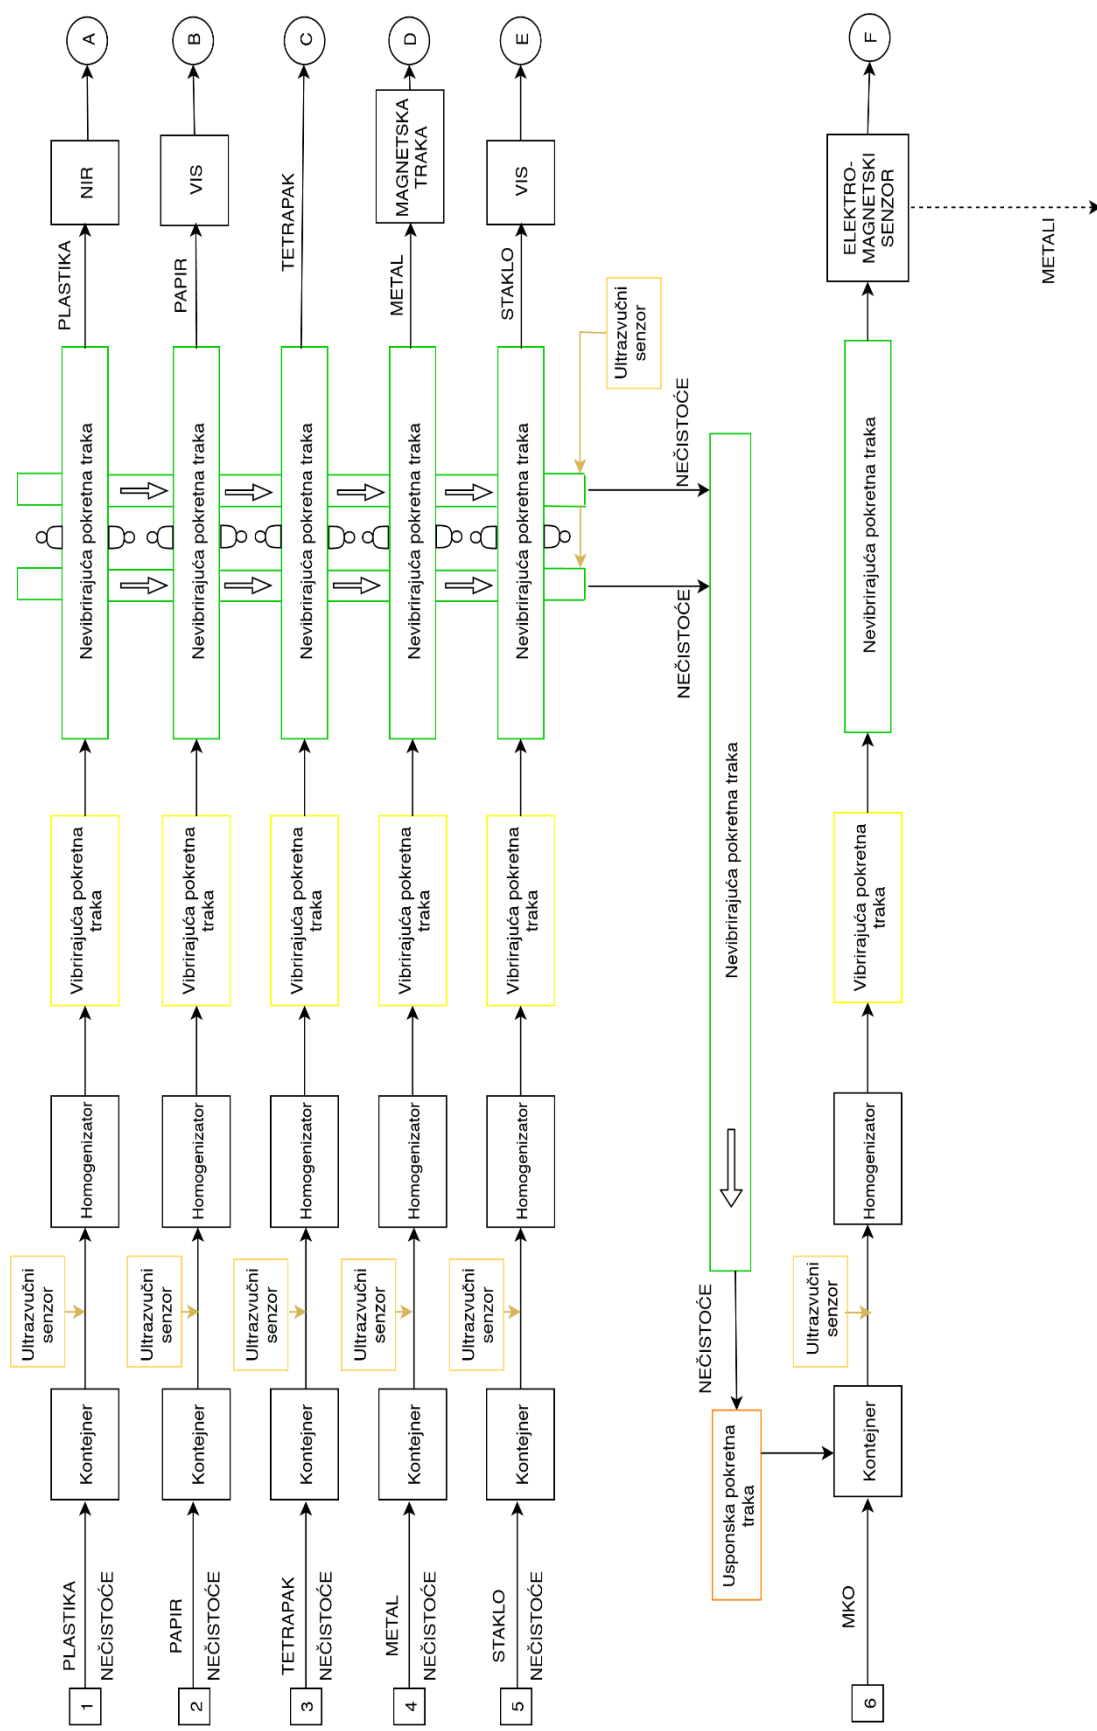 1
PLASTIKA
NEČISTOĆE
Kontejner
Ultrazvučni
senzor
Homogenizator
Vibrirajuća pokretna
traka
Nevibrirajuća pokretna traka
PLASTIKA
NIR
A
2
PAPIR
NEČISTOĆE
Kontejner
Ultrazvučni
senzor
Homogenizator
Vibrirajuća pokretna
traka
Nevibrirajuća pokretna traka
PAPIR
VIS
B
3
TETRAPAK
NEČISTOĆE
Kontejner
Ultrazvučni
senzor
Homogenizator
Vibrirajuća pokretna
traka
Nevibrirajuća pokretna traka
TETRAPAK
C
4
METAL
NEČISTOĆE
Kontejner
Ultrazvučni
senzor
Homogenizator
Vibrirajuća pokretna
traka
Nevibrirajuća pokretna traka
METAL
MAGNETSKA
TRAKA
D
5
STAKLO
NEČISTOĆE
Kontejner
Ultrazvučni
senzor
Homogenizator
Vibrirajuća pokretna
traka
Nevibrirajuća pokretna traka
STAKLO
VIS
E
Ultrazvučni
senzor
NEČISTOĆE
NEČISTOĆE
Nevibrirajuća pokretna traka
NEČISTOĆE
Usponska pokretna
traka
6
MKO
Kontejner
Ultrazvučni
senzor
Homogenizator
Vibrirajuća pokretna
traka
Nevibrirajuća pokretna traka
ELEKTRO-
MAGNETSKI
SENZOR
F
METALI